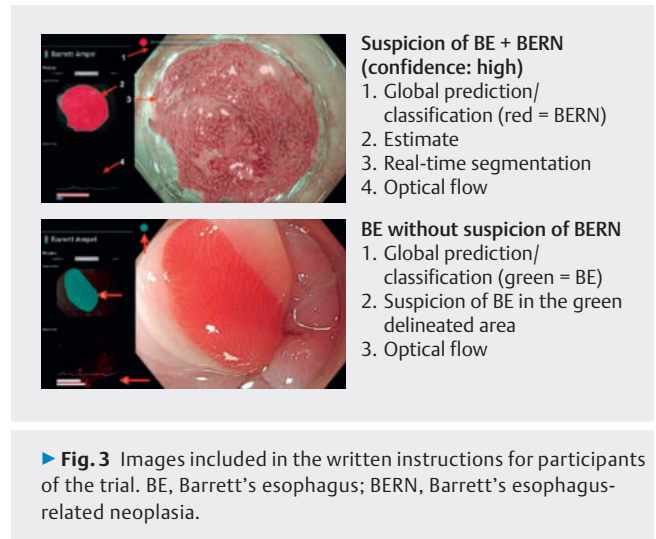 Barrett Ampel
1
2
3
4
Suspicion of BE + BERN
(confidence: high)
1. Global prediction/
classification (red = BERN)
2. Estimate
3. Real-time segmentation
4. Optical flow
Barrett Ampel
BE without suspicion of BERN
1. Global prediction/
classification (green = BE)
2. Suspicion of BE in the green
delineated area
3. Optical flow
▶ Fig. 3 Images included in the written instructions for participants
of the trial. BE, Barrett’s esophagus; BERN, Barrett’s esophagus-
related neoplasia.